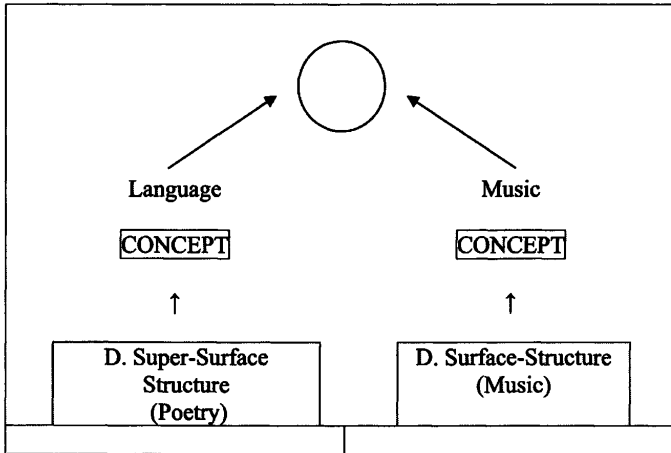 Language
Music
CONCEPT
CONCEPT
↑
↑
D. Super-Surface
Structure
(Poetry)
D. Surface-Structure
(Music)